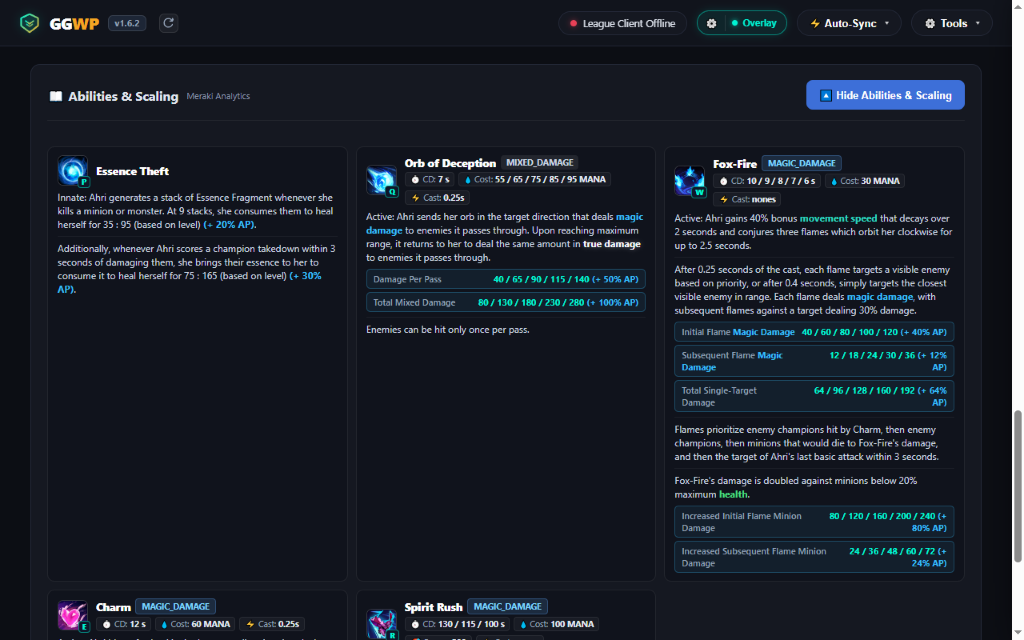 GGWP v1.6.2 League Client Offline Overlay Auto-Sync Tools
Abilities & Scaling Meraki Analytics Hide Abilities & Scaling
P
Essence Theft
Innate: Ahri generates a stack of Essence Fragment whenever she
kills a minion or monster. At 9 stacks, she consumes them to heal
herself for 35 : 95 (based on level) (+ 20% AP).
Additionally, whenever Ahri scores a champion takedown within 3
seconds of damaging them, she brings their essence to her to
consume it to heal herself for 75 : 165 (based on level) (+ 30%
AP).
Q
Orb of Deception MIXED_DAMAGE
CD: 7 s Cost: 55 / 65 / 75 / 85 / 95 MANA
Cast: 0.25s
Active: Ahri sends her orb in the target direction that deals magic
damage to enemies it passes through. Upon reaching maximum
range, it returns to her to deal the same amount in true damage
to enemies it passes through.
Damage Per Pass 40 / 65 / 90 / 115 / 140 (+ 50% AP)
Total Mixed Damage 80 / 130 / 180 / 230 / 280 (+ 100% AP)
Enemies can be hit only once per pass.
W
Fox-Fire MAGIC_DAMAGE
CD: 10 / 9 / 8 / 7 / 6 s Cost: 30 MANA
Cast: nones
Active: Ahri gains 40% bonus movement speed that decays over
2 seconds and conjures three flames which orbit her clockwise for
up to 2.5 seconds.
After 0.25 seconds of the cast, each flame targets a visible enemy
based on priority, or after 0.4 seconds, simply targets the closest
visible enemy in range. Each flame deals magic damage, with
subsequent flames against a target dealing 30% damage.
Initial Flame Magic Damage 40 / 60 / 80 / 100 / 120 (+ 40% AP)
Subsequent Flame Magic Damage 12 / 18 / 24 / 30 / 36 (+ 12% AP)
Total Single-Target Damage 64 / 96 / 128 / 160 / 192 (+ 64% AP)
Flames prioritize enemy champions hit by Charm, then enemy
champions, then minions that would die to Fox-Fire's damage,
and then the target of Ahri's last basic attack within 3 seconds.
Fox-Fire's damage is doubled against minions below 20%
maximum health.
Increased Initial Flame Minion Damage 80 / 120 / 160 / 200 / 240 (+ 80% AP)
Increased Subsequent Flame Minion Damage 24 / 36 / 48 / 60 / 72 (+ 24% AP)
E
Charm MAGIC_DAMAGE
CD: 12 s Cost: 60 MANA Cast: 0.25s
R
Spirit Rush MAGIC_DAMAGE
CD: 130 / 115 / 100 s Cost: 100 MANA